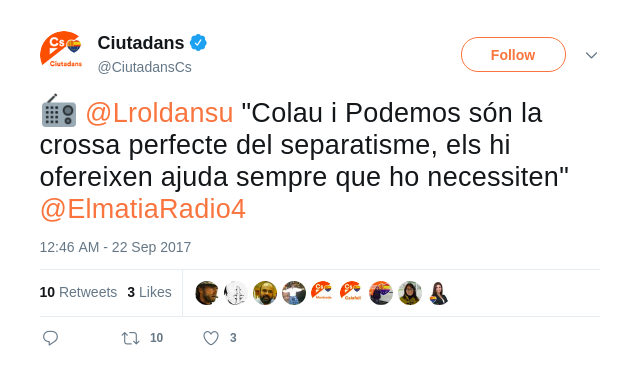 Cs
Ciutadans
Ciutadans
@CiutadansCs
Follow
@Lroldansu "Colau i Podemos són la
crossa perfecte del separatisme, els hi
ofereixen ajuda sempre que ho necessiten"
@ElmatiaRadio4
12:46 AM - 22 Sep 2017
10 Retweets 3 Likes
10 3